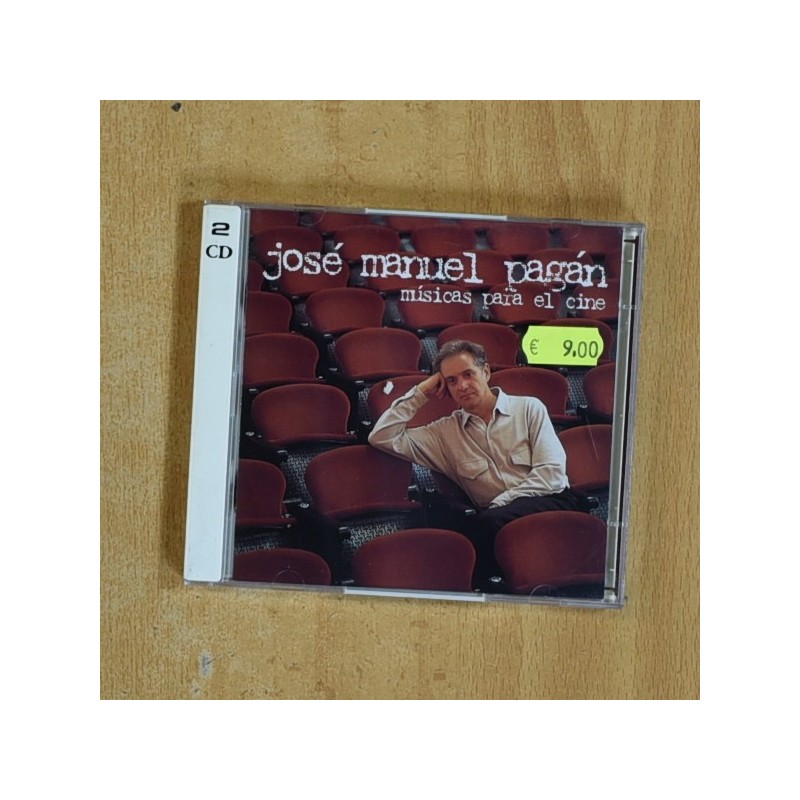 2
CD
josé manuel pagán
músicas para el cine
€ 9.00